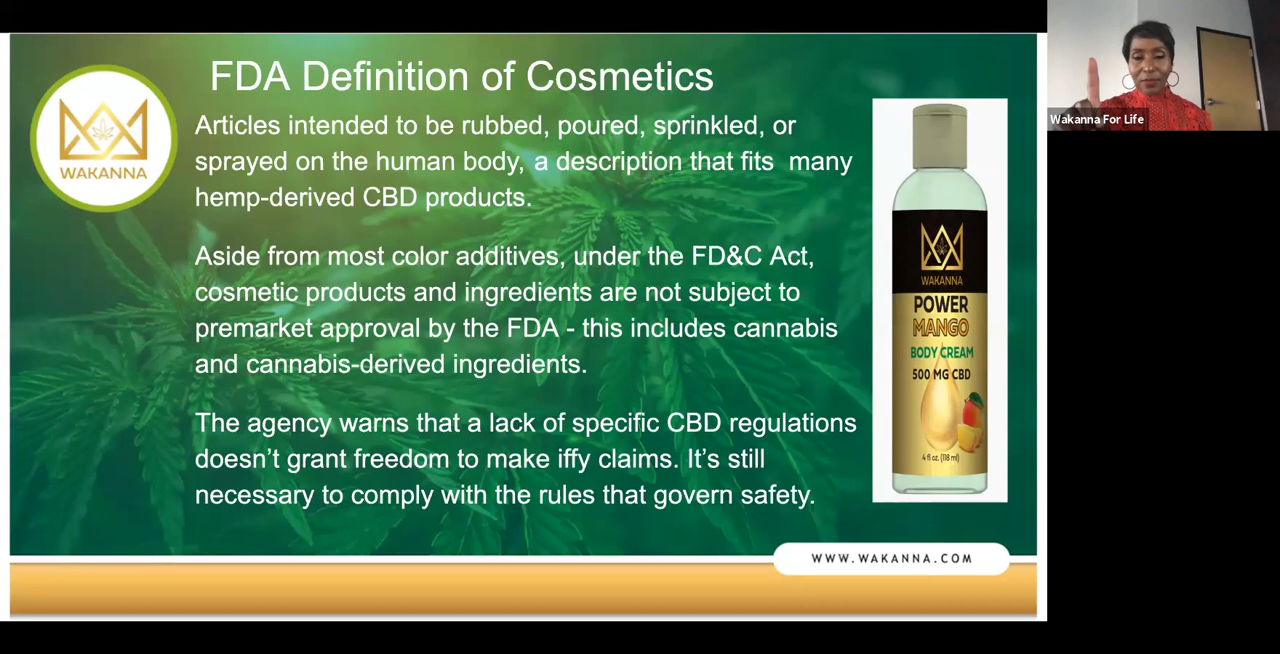 FDA Definition of Cosmetics
WAKANNA
Articles intended to be rubbed, poured, sprinkled, or
sprayed on the human body, a description that fits  many
hemp-derived CBD products.
Aside from most color additives, under the FD&C Act,
cosmetic products and ingredients are not subject to
premarket approval by the FDA - this includes cannabis
and cannabis-derived ingredients.
The agency warns that a lack of specific CBD regulations
doesn’t grant freedom to make iffy claims. It’s still
necessary to comply with the rules that govern safety.
WAKANNA
POWER
MANGO
BODY CREAM
500 MG CBD
4 fl oz. (118 ml)
WWW.WAKANNA.COM
Wakanna For Life